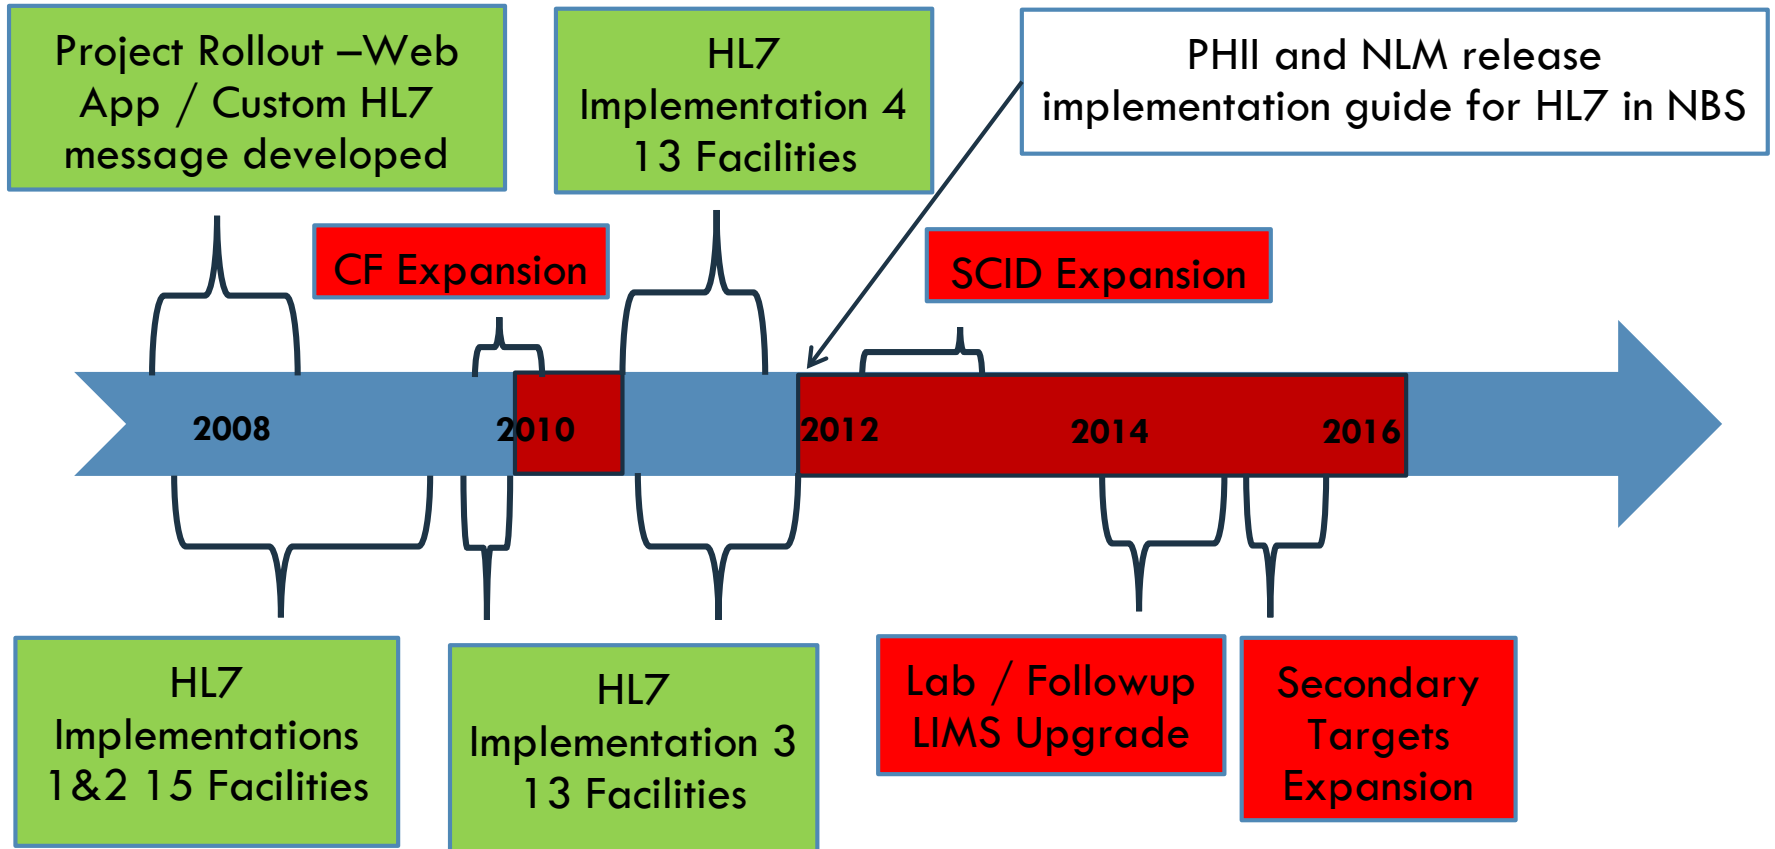 Project Rollout –Web
App / Custom HL7
message developed
HL7
Implementation 4
13 Facilities
PHII and NLM release
implementation guide for HL7 in NBS
CF Expansion
SCID Expansion
2008
2010
2012
2014
2016
HL7
Implementations
1&2 15 Facilities
HL7
Implementation 3
13 Facilities
Lab / Followup
LIMS Upgrade
Secondary
Targets
Expansion